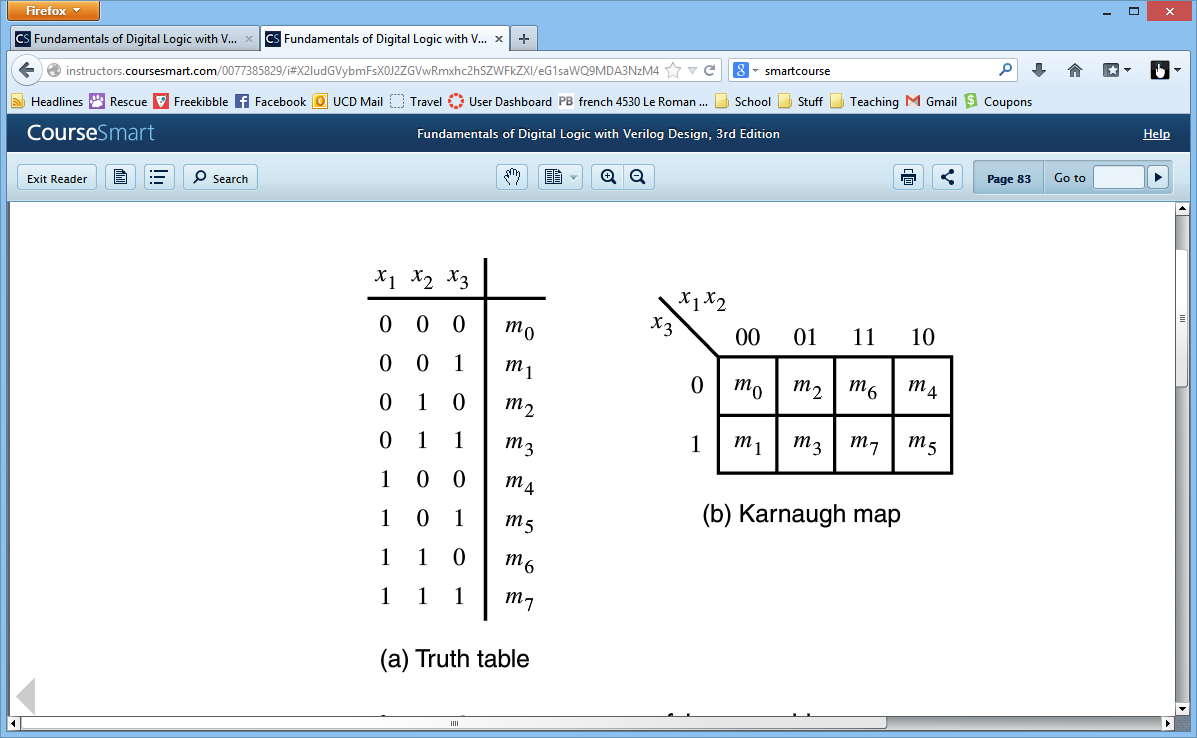 Firefox
CS Fundamentals of Digital Logic with V... ×
CS Fundamentals of Digital Logic with V... × +
instructors.coursesmart.com/0077385829/i#X2ludGVybmFsX0J2ZGVwRmxhc2hSZWFkZXI/eG1saWQ9MDA3NzM4
8 smartcourse
Headlines Rescue Freekibble Facebook UCD Mail Travel User Dashboard PB french 4530 Le Roman ... School Stuff Teaching Gmail Coupons
CourseSmart Fundamentals of Digital Logic with Verilog Design, 3rd Edition Help
Exit Reader Search Page 83 Go to
x₁ x₂ x₃
0 0 0 m₀
0 0 1 m₁
0 1 0 m₂
0 1 1 m₃
1 0 0 m₄
1 0 1 m₅
1 1 0 m₆
1 1 1 m₇
(a) Truth table
x₁x₂
x₃
00 01 11 10
0 m₀ m₂ m₆ m₄
1 m₁ m₃ m₇ m₅
(b) Karnaugh map